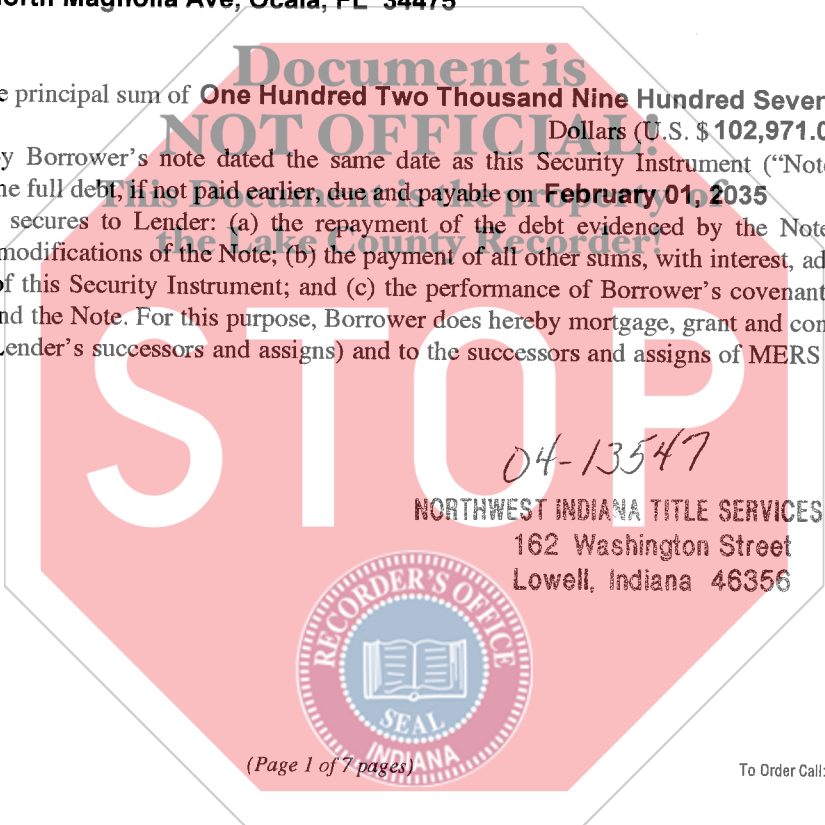 North Magnolia Ave, Ocala, FL 34475
Document is
e principal sum of One Hundred Two Thousand Nine Hundred Seven
NOT OFFICIAL!
Dollars (U.S. $ 102,971.0
y Borrower's note dated the same date as this Security Instrument ("Note
ne full debt, if not paid earlier, due and payable on February 01, 2035
This Document is the property of
secures to Lender: (a) the repayment of the debt evidenced by the Note
the Lake County Recorder!
modifications of the Note; (b) the payment of all other sums, with interest, ad
of this Security Instrument; and (c) the performance of Borrower's covenant
nd the Note. For this purpose, Borrower does hereby mortgage, grant and con
Lender's successors and assigns) and to the successors and assigns of MERS
STOP
04-13547
NORTHWEST INDIANA TITLE SERVICES
162 Washington Street
Lowell, Indiana 46356
RECORDER'S OFFICE
SEAL
INDIANA
(Page 1 of 7 pages)
To Order Call: